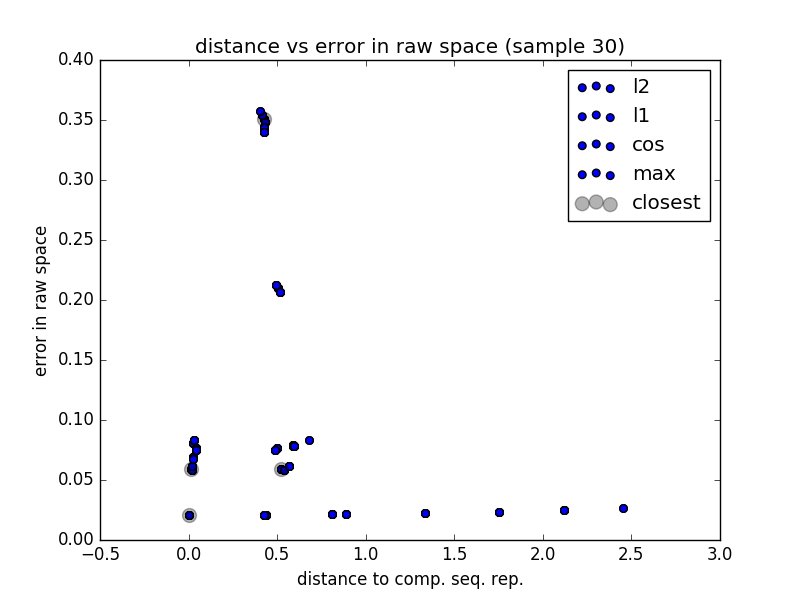 distance vs error in raw space (sample 30)
0.40
0.35
0.30
0.25
0.20
0.15
0.10
0.05
0.00
error in raw space
l2
l1
cos
max
closest
−0.5 0.0 0.5 1.0 1.5 2.0 2.5 3.0
distance to comp. seq. rep.